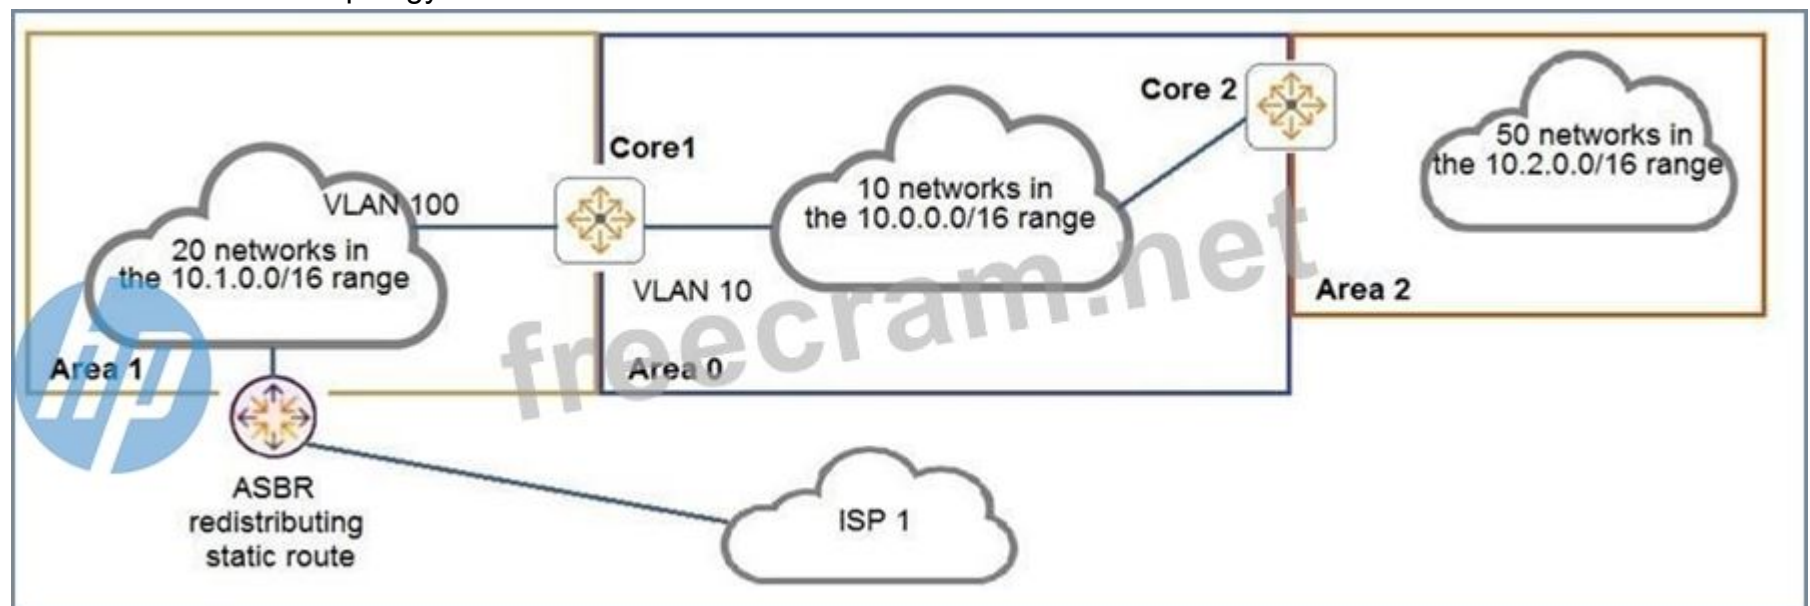 Core 2
50 networks in
the 10.2.0.0/16 range
Core1
VLAN 100
10 networks in
the 10.0.0.0/16 range
20 networks in
the 10.1.0.0/16 range
VLAN 10
Area 2
Area 1
Area 0
freecram.net
hp
ASBR
redistributing
static route
ISP 1